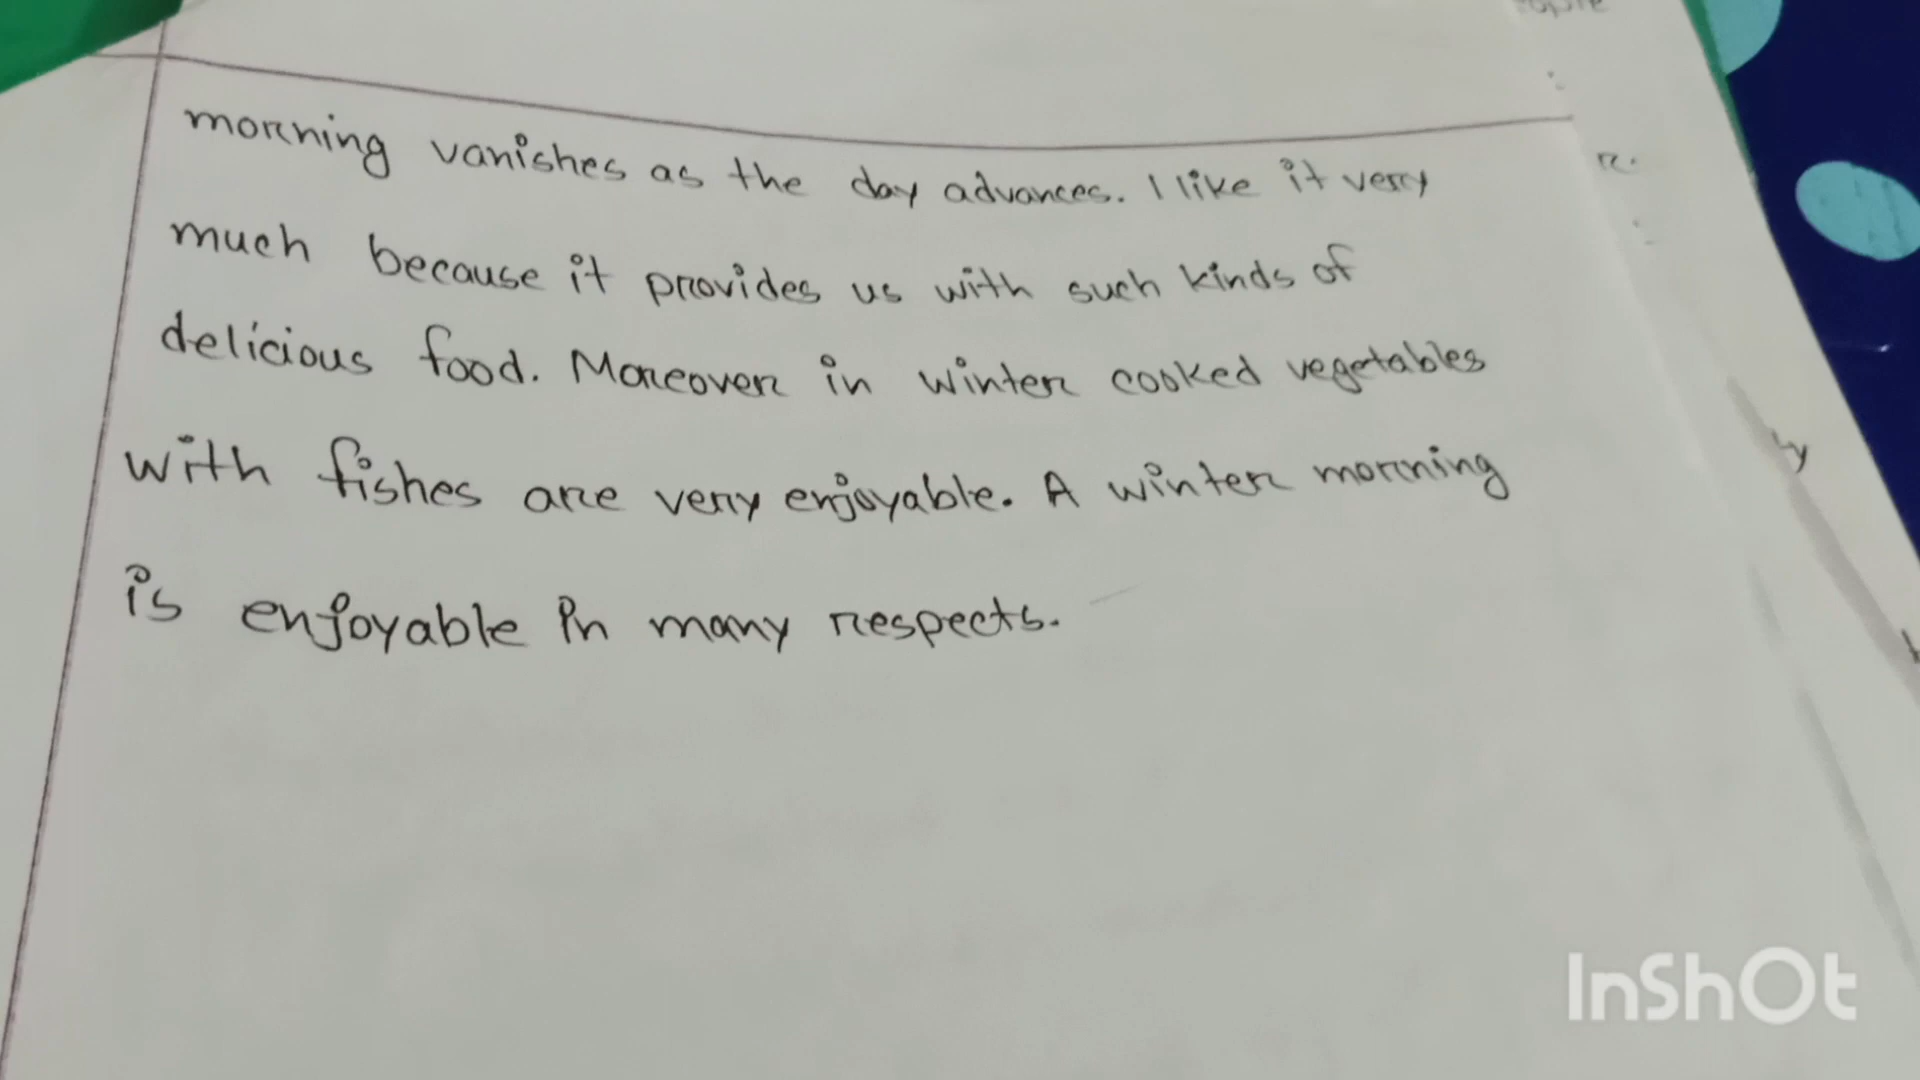 morning vanishes as the day advances. I like it very
much because it provides us with such kinds of
delicious food. Moreover in winter cooked vegetables
with fishes are very enjoyable. A winter morning
is enjoyable in many respects.
InShOt